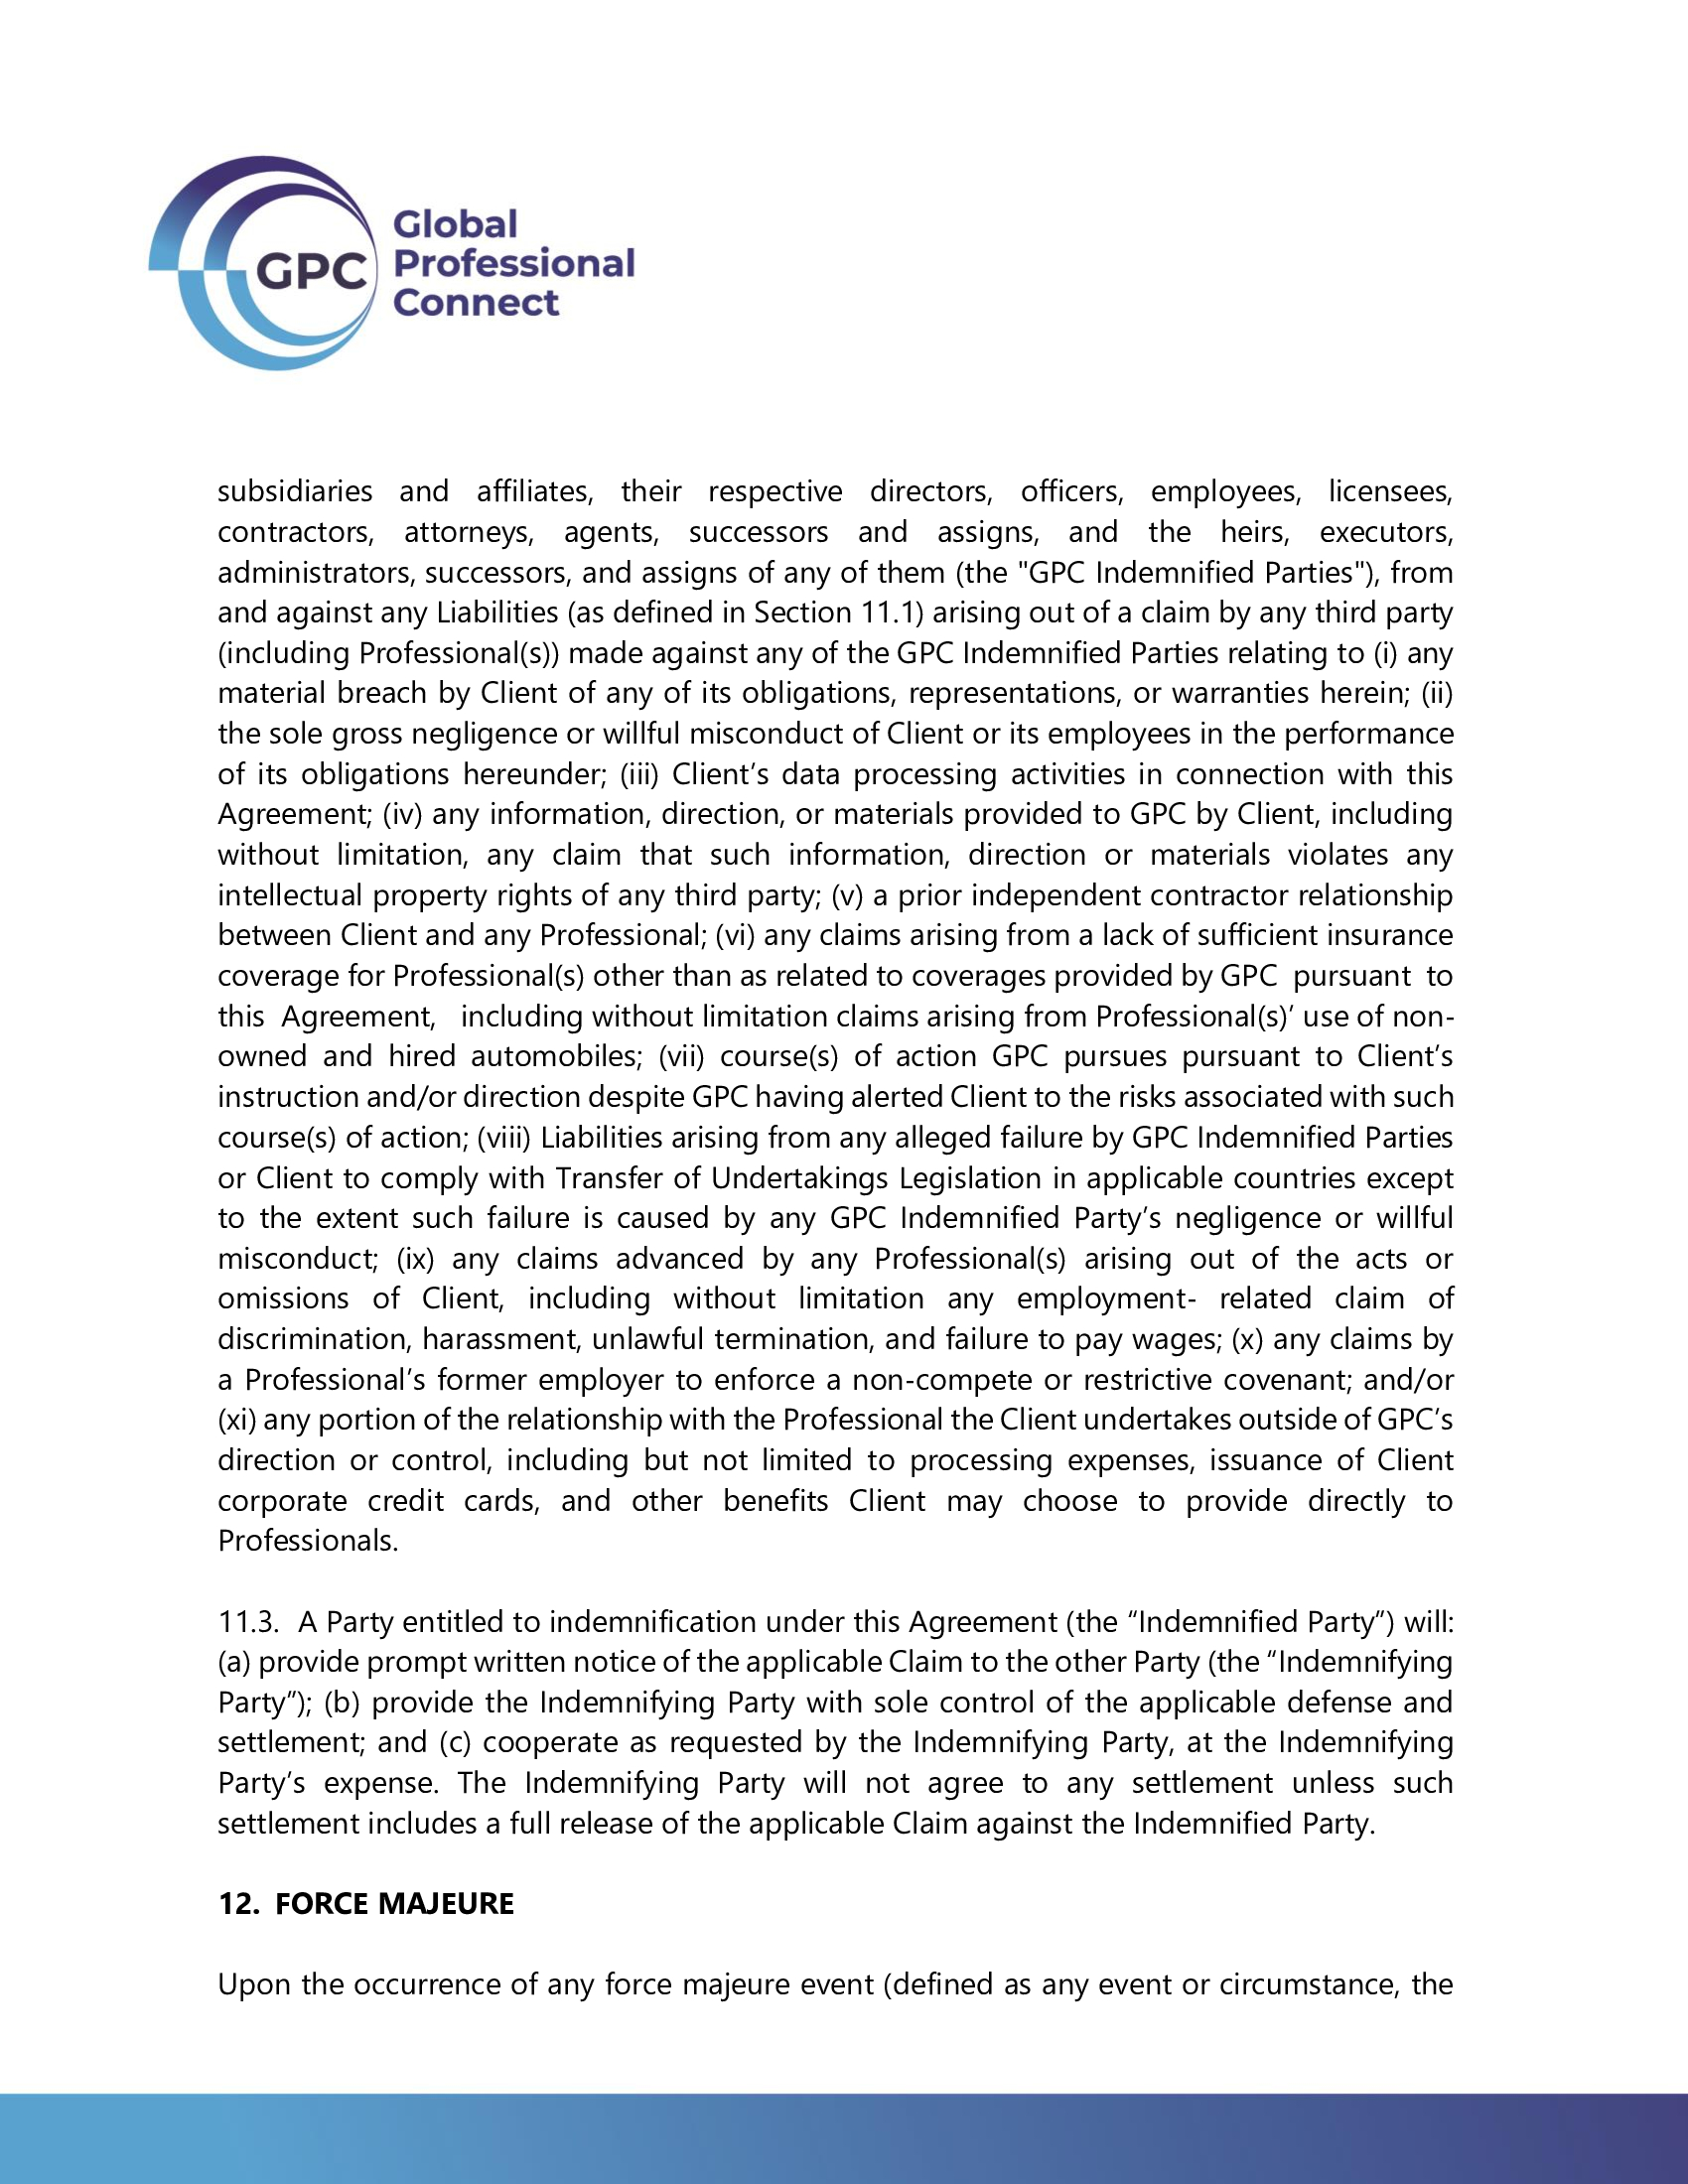 GPC
Global
Professional
Connect
subsidiaries and affiliates, their respective directors, officers, employees, licensees,
contractors, attorneys, agents, successors and assigns, and the heirs, executors,
administrators, successors, and assigns of any of them (the "GPC Indemnified Parties"), from
and against any Liabilities (as defined in Section 11.1) arising out of a claim by any third party
(including Professional(s)) made against any of the GPC Indemnified Parties relating to (i) any
material breach by Client of any of its obligations, representations, or warranties herein; (ii)
the sole gross negligence or willful misconduct of Client or its employees in the performance
of its obligations hereunder; (iii) Client’s data processing activities in connection with this
Agreement; (iv) any information, direction, or materials provided to GPC by Client, including
without limitation, any claim that such information, direction or materials violates any
intellectual property rights of any third party; (v) a prior independent contractor relationship
between Client and any Professional; (vi) any claims arising from a lack of sufficient insurance
coverage for Professional(s) other than as related to coverages provided by GPC pursuant to
this Agreement, including without limitation claims arising from Professional(s)’ use of non-
owned and hired automobiles; (vii) course(s) of action GPC pursues pursuant to Client’s
instruction and/or direction despite GPC having alerted Client to the risks associated with such
course(s) of action; (viii) Liabilities arising from any alleged failure by GPC Indemnified Parties
or Client to comply with Transfer of Undertakings Legislation in applicable countries except
to the extent such failure is caused by any GPC Indemnified Party’s negligence or willful
misconduct; (ix) any claims advanced by any Professional(s) arising out of the acts or
omissions of Client, including without limitation any employment- related claim of
discrimination, harassment, unlawful termination, and failure to pay wages; (x) any claims by
a Professional’s former employer to enforce a non-compete or restrictive covenant; and/or
(xi) any portion of the relationship with the Professional the Client undertakes outside of GPC’s
direction or control, including but not limited to processing expenses, issuance of Client
corporate credit cards, and other benefits Client may choose to provide directly to
Professionals.
11.3. A Party entitled to indemnification under this Agreement (the “Indemnified Party”) will:
(a) provide prompt written notice of the applicable Claim to the other Party (the “Indemnifying
Party”); (b) provide the Indemnifying Party with sole control of the applicable defense and
settlement; and (c) cooperate as requested by the Indemnifying Party, at the Indemnifying
Party’s expense. The Indemnifying Party will not agree to any settlement unless such
settlement includes a full release of the applicable Claim against the Indemnified Party.
12. FORCE MAJEURE
Upon the occurrence of any force majeure event (defined as any event or circumstance, the